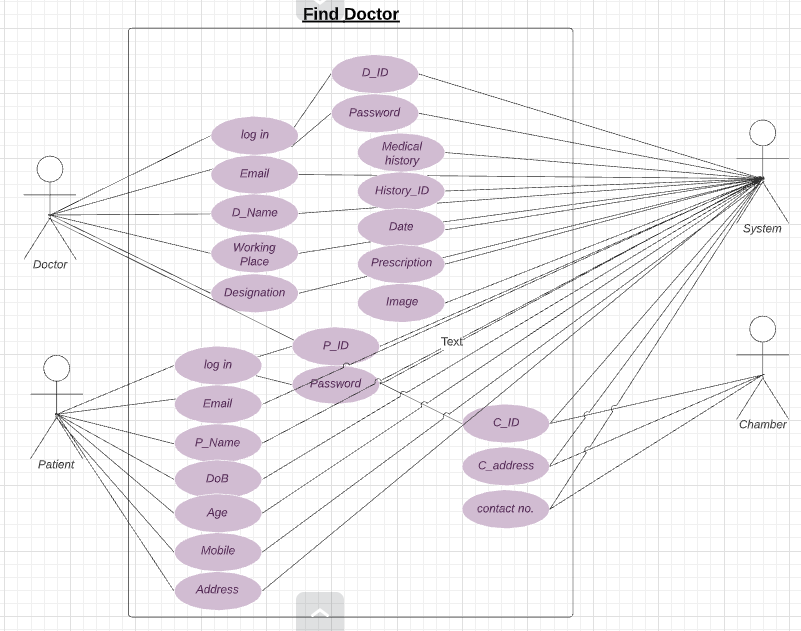 Find Doctor
D_ID
Password
log in
Medical
history
Email
History_ID
D_Name
Date
Working
Place
Prescription
Designation
Image
Doctor
System
P_ID
Text
log in
Password
Email
C_ID
Chamber
P_Name
Patient
C_address
DoB
Age
contact no.
Mobile
Address